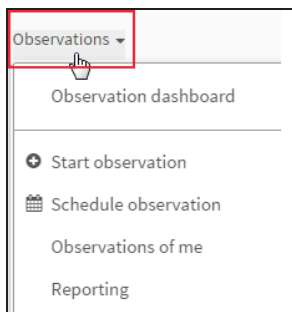 Observations
Observation dashboard
Start observation
Schedule observation
Observations of me
Reporting